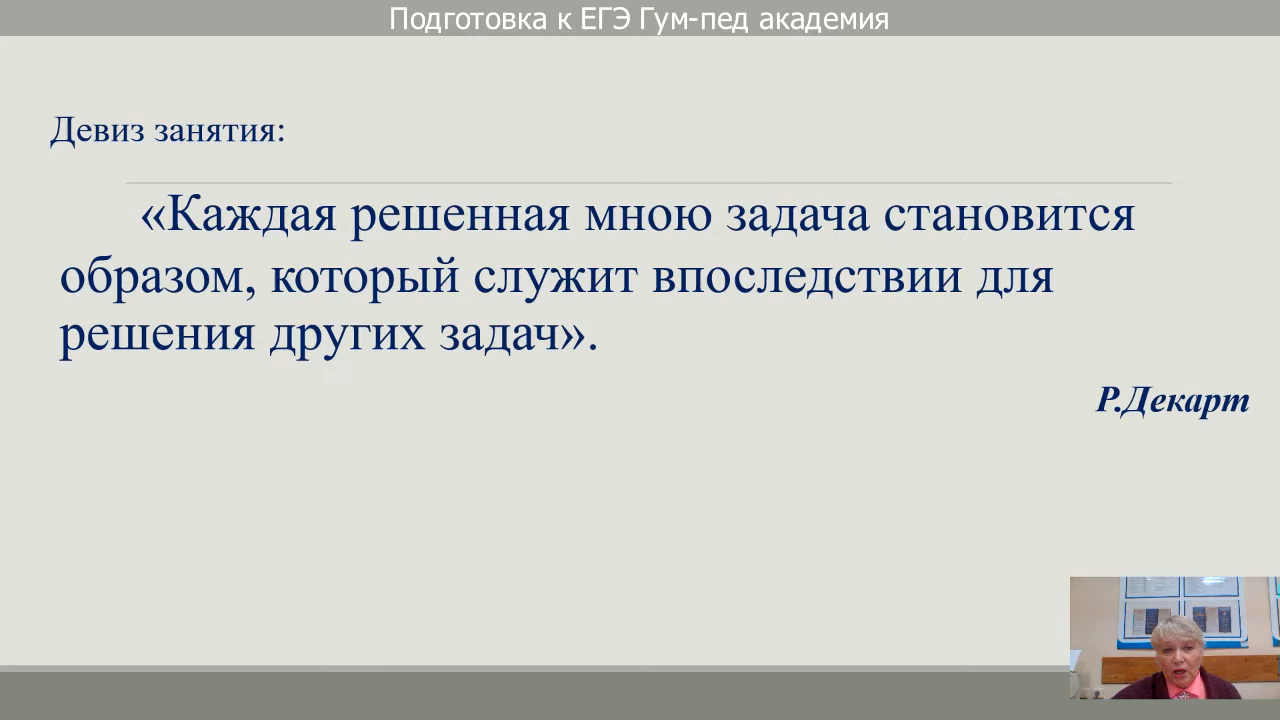 Подготовка к ЕГЭ Гум-пед академия
Девиз занятия:
«Каждая решенная мною задача становится
образом, который служит впоследствии для
решения других задач».
Р.Декарт